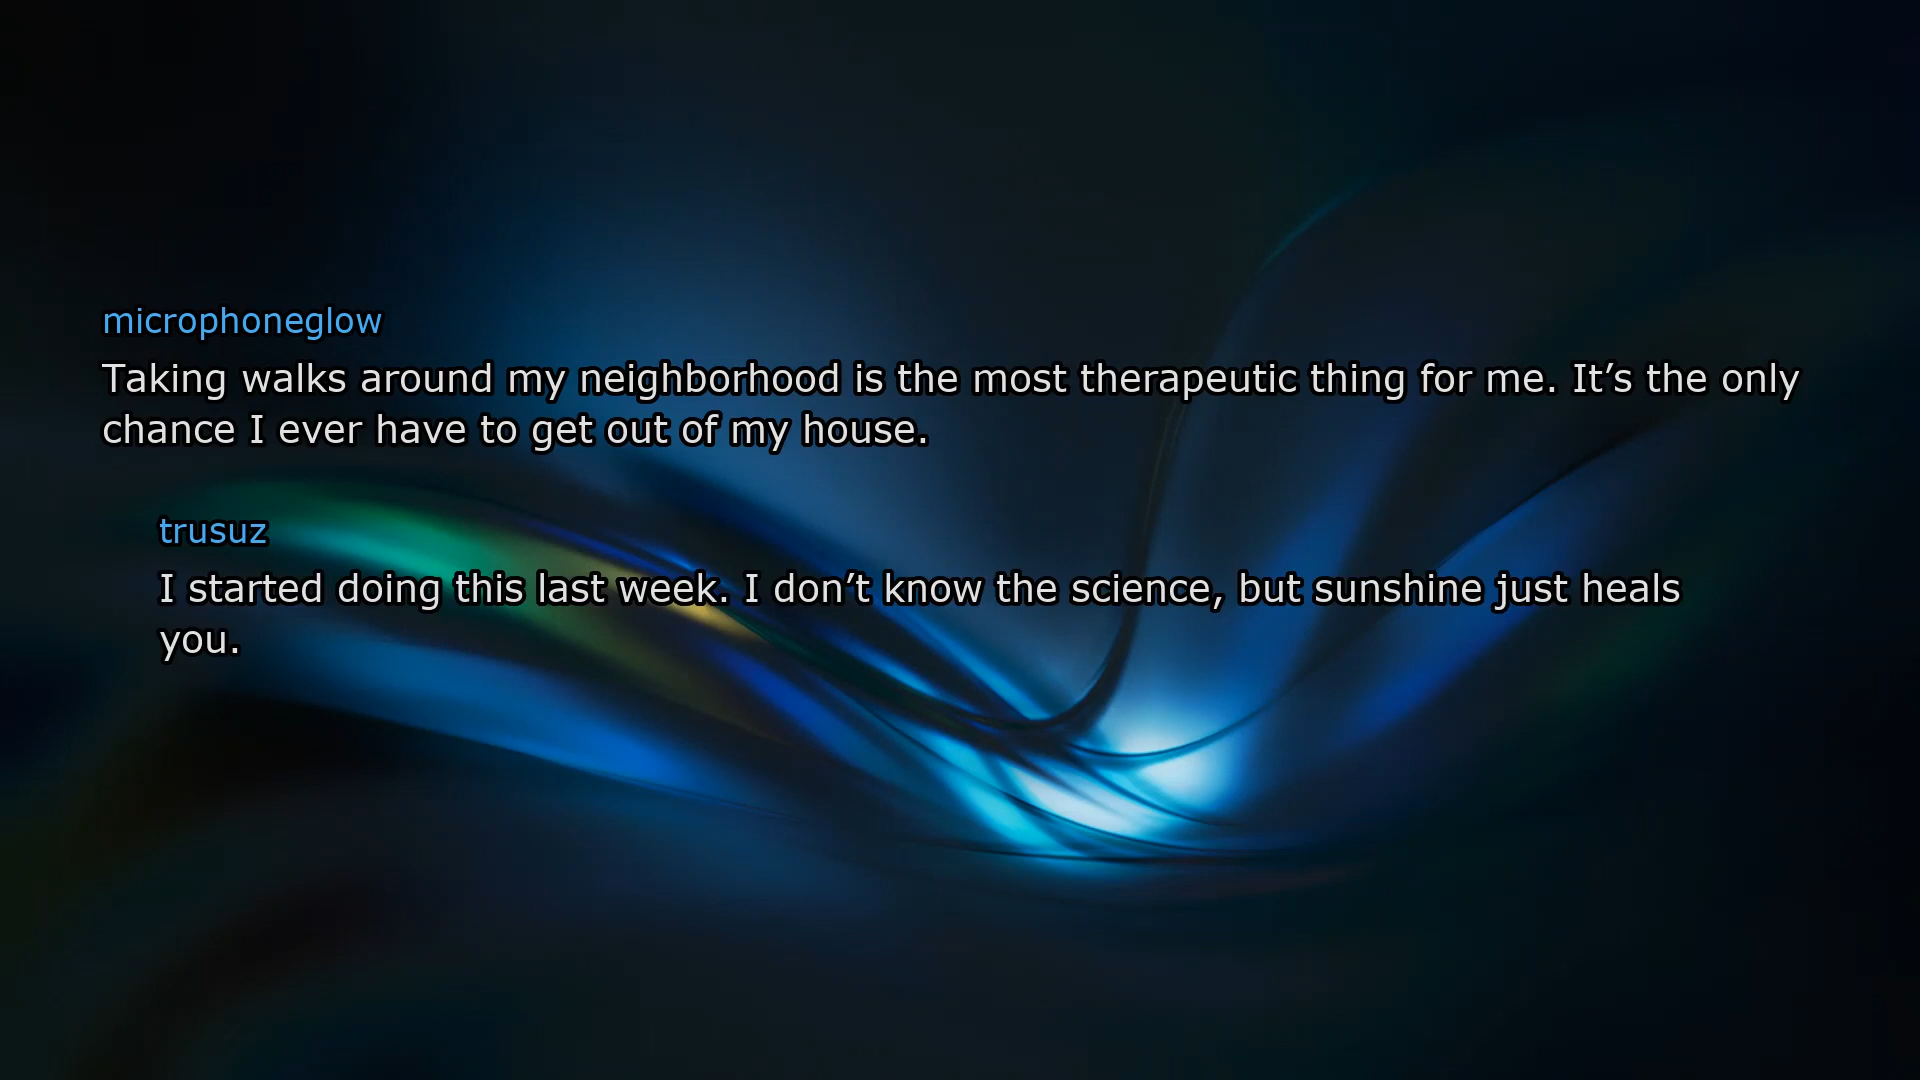 microphoneglow
Taking walks around my neighborhood is the most therapeutic thing for me. It’s the only
chance I ever have to get out of my house.
trusuz
I started doing this last week. I don’t know the science, but sunshine just heals
you.